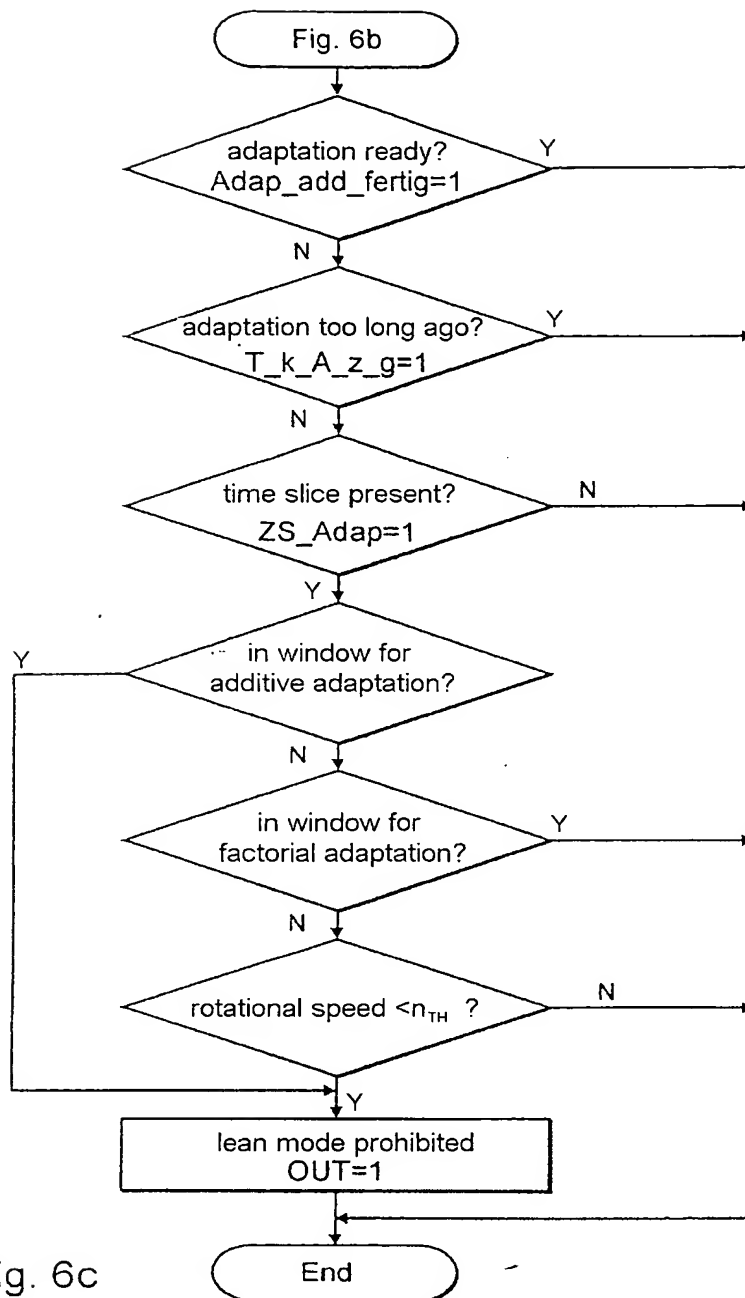 Fig. 6b
adaptation ready?
Adap_add_fertig=1
Y
N
adaptation too long ago?
T_k_A_z_g=1
Y
N
time slice present?
ZS_Adap=1
N
Y
Y
in window for
additive adaptation?
N
in window for
factorial adaptation?
Y
N
rotational speed <n_TH ?
N
Y
lean mode prohibited
OUT=1
End
g. 6c